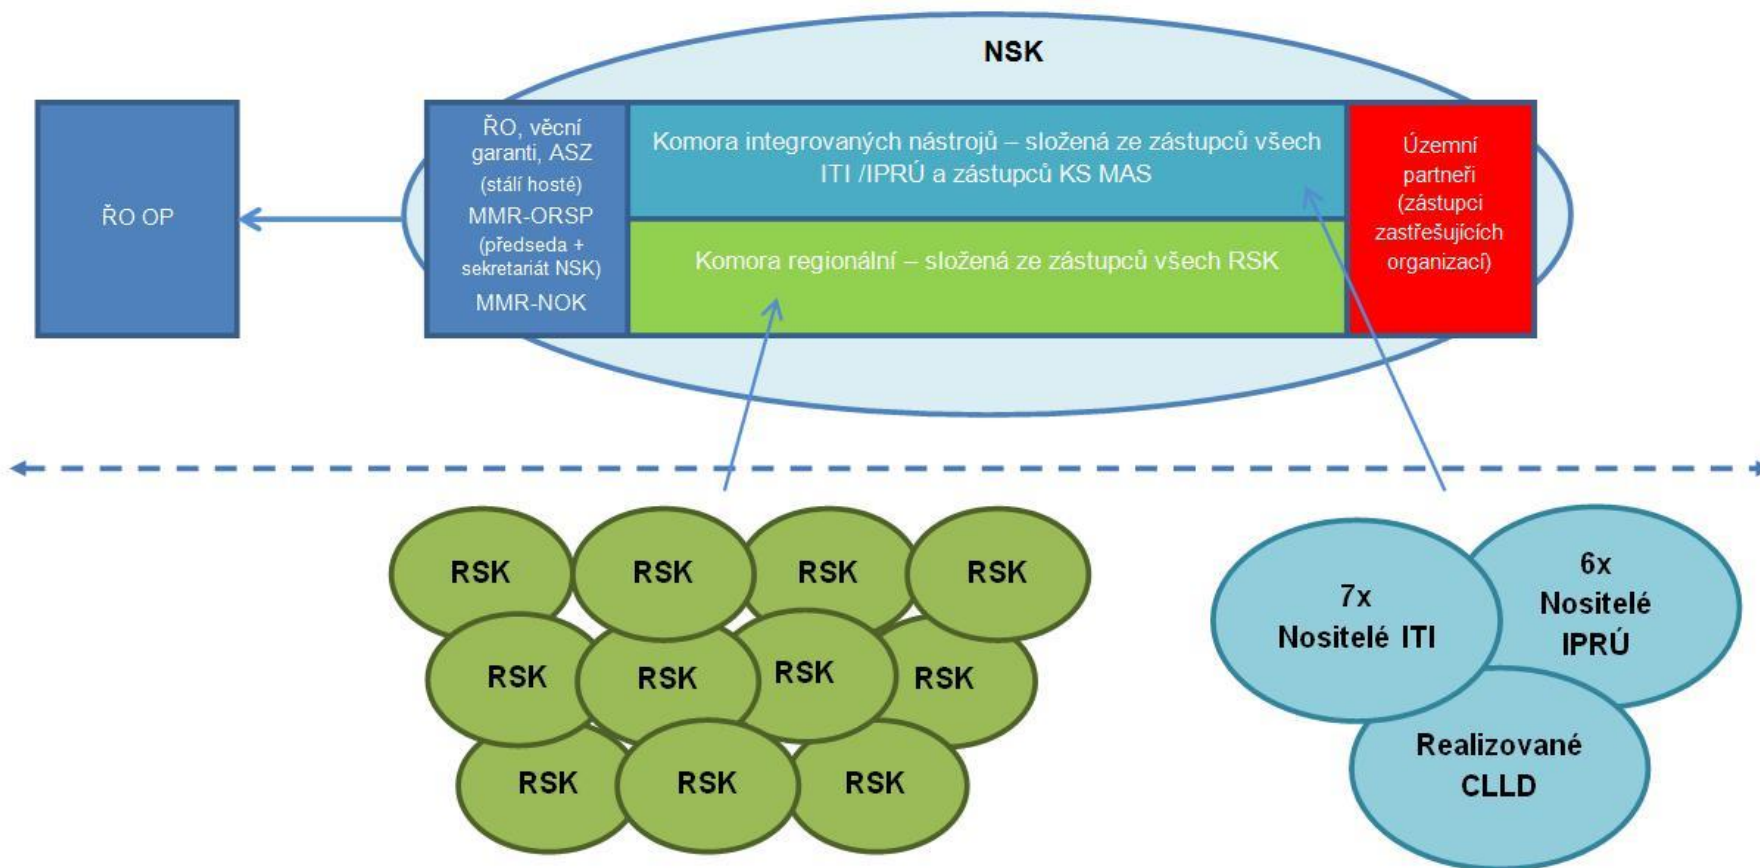 NSK
ŘO OP
ŘO, věcní
garanti, ASZ
(stálí hosté)
MMR-ORSP
(předseda +
sekretariát NSK)
MMR-NOK
Komora integrovaných nástrojů – složená ze zástupců všech
ITI /IPRÚ a zástupců KS MAS
Komora regionální – složená ze zástupců všech RSK
Územní
partneři
(zástupci
zastřešujících
organizací)
RSK
RSK
RSK
RSK
RSK
RSK
RSK
RSK
RSK
RSK
RSK
7x
Nositelé ITI
6x
Nositelé
IPRÚ
Realizované
CLLD